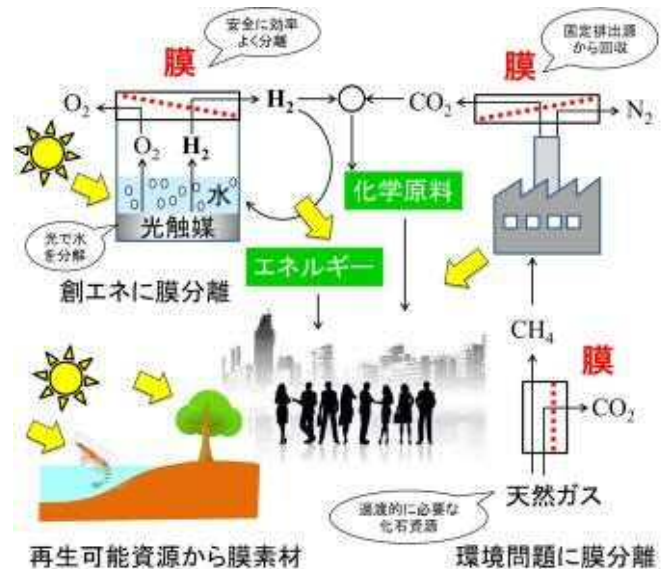 安全に効率
よく分離
膜
O₂
H₂
O₂
H₂
水
光触媒
光で水
を分解
創エネに膜分離
固定排出源
から回収
膜
CO₂
N₂
化学原料
エネルギー
CH₄
膜
CO₂
天然ガス
過渡的に必要な
化石資源
再生可能資源から膜素材
環境問題に膜分離